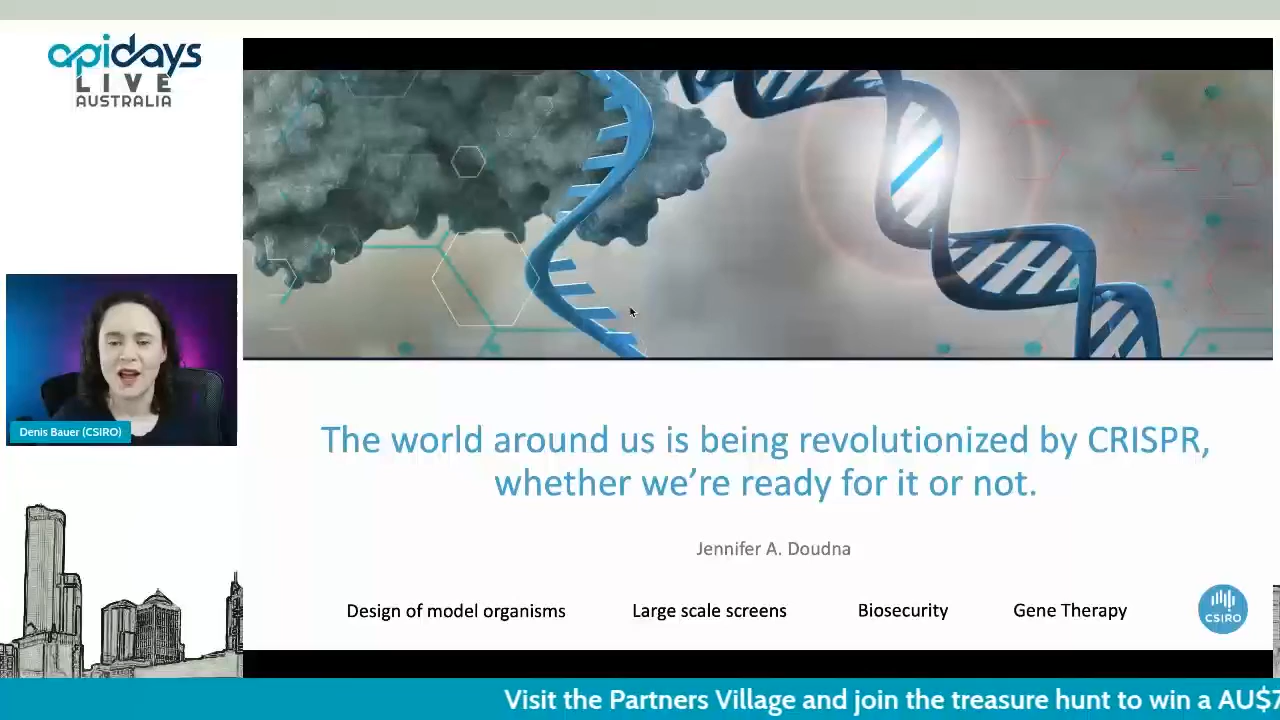 apidays
LIVE
AUSTRALIA
Denis Bauer (CSIRO)
The world around us is being revolutionized by CRISPR,
whether we’re ready for it or not.
Jennifer A. Doudna
Design of model organisms
Large scale screens
Biosecurity
Gene Therapy
CSIRO
Visit the Partners Village and join the treasure hunt to win a AU$7